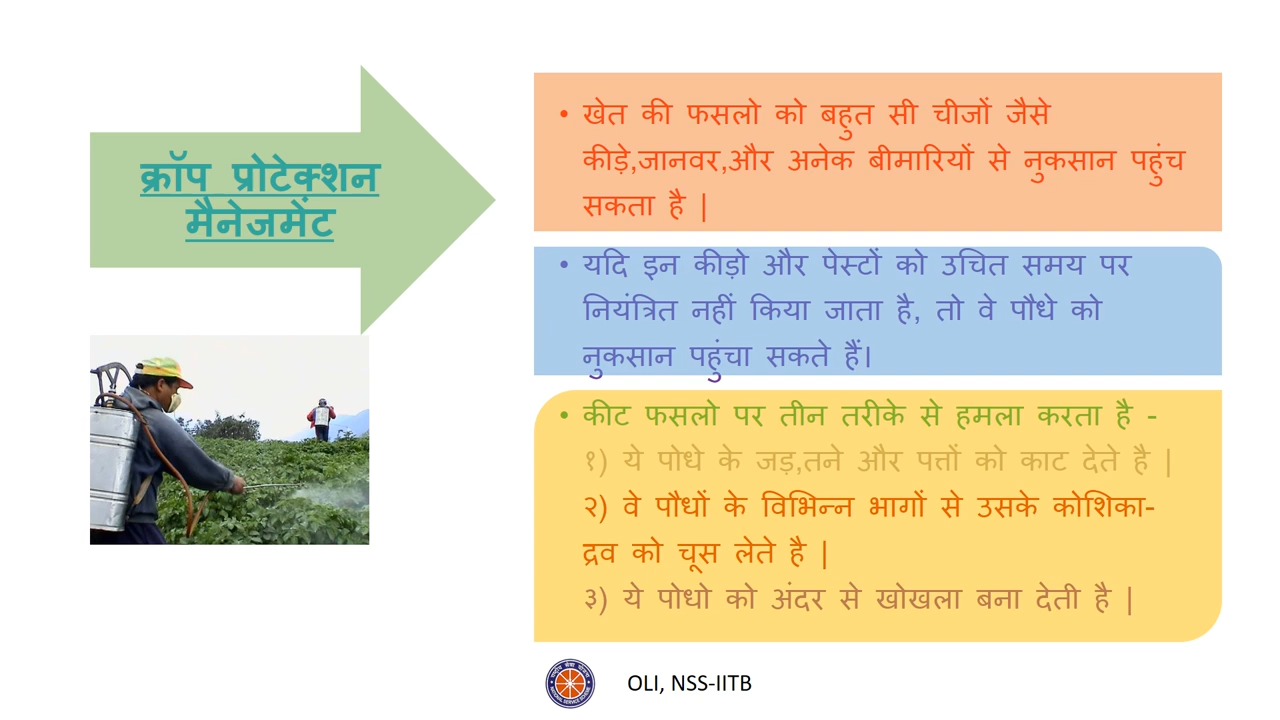 क्रॉप प्रोटेक्शन
मैनेजमेंट
• खेत की फसलो को बहुत सी चीजों जैसे
कीड़े,जानवर,और अनेक बीमारियों से नुकसान पहुंच
सकता है |
• यदि इन कीड़ो और पेस्टों को उचित समय पर
नियंत्रित नहीं किया जाता है, तो वे पौधे को
नुकसान पहुंचा सकते हैं।
• कीट फसलो पर तीन तरीके से हमला करता है -
१) ये पोधे के जड़,तने और पत्तों को काट देते है |
२) वे पौधों के विभिन्न भागों से उसके कोशिका-
द्रव को चूस लेते है |
३) ये पोधो को अंदर से खोखला बना देती है |
OLI, NSS-IITB